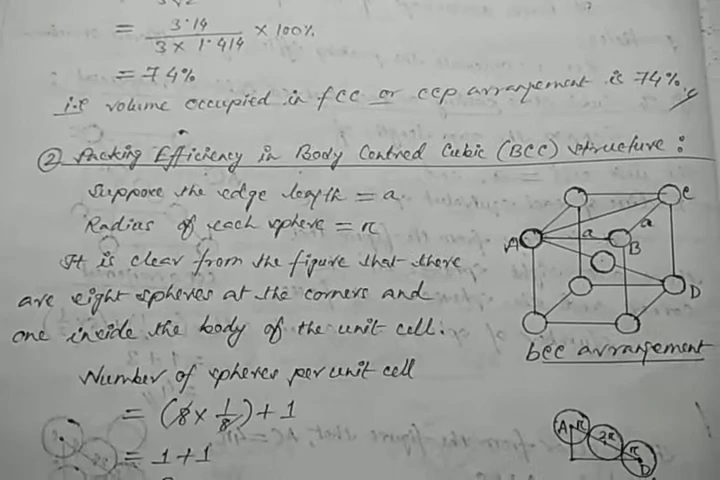 = 3.14 / 3 x 1.414 x 100%
= 74%
i.e volume occupied in fcc or ccp arrangement is 74%.
② Packing Efficiency in Body Centred Cubic (BCC) structure :
Suppose the edge length = a
Radius of each sphere = r
It is clear from the figure that there
are eight spheres at the corners and
one inside the body of the unit cell.
Number of spheres per unit cell
= (8 x 1/8) + 1
= 1 + 1
C
a
A
a
B
D
bcc arrangement
A r
2r
r
D